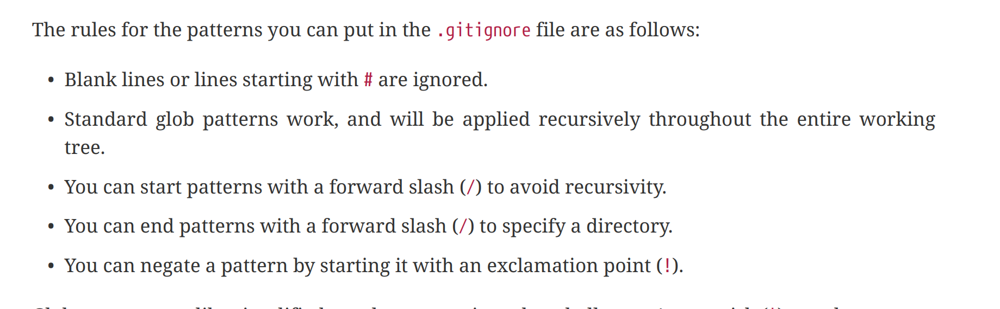 The rules for the patterns you can put in the .gitignore file are as follows:
• Blank lines or lines starting with # are ignored.
• Standard glob patterns work, and will be applied recursively throughout the entire working
tree.
• You can start patterns with a forward slash (/) to avoid recursivity.
• You can end patterns with a forward slash (/) to specify a directory.
• You can negate a pattern by starting it with an exclamation point (!).